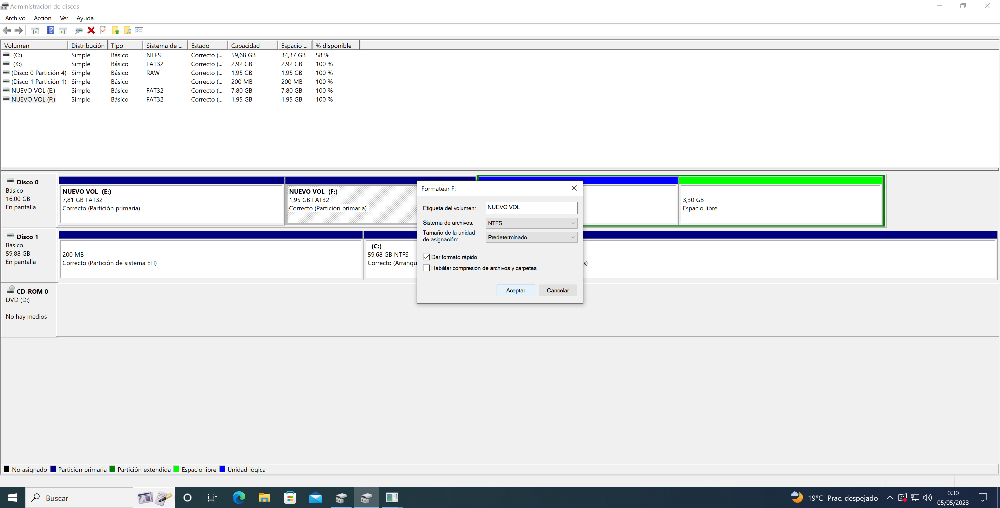 Administración de discos
Archivo Acción Ver Ayuda
Volumen Distribución Tipo Sistema de ... Estado Capacidad Espacio ... % disponible
(C:) Simple Básico NTFS Correcto (... 59,68 GB 34,37 GB 58 %
(K:) Simple Básico FAT32 Correcto (... 2,92 GB 2,92 GB 100 %
(Disco 0 Partición 4) Simple Básico RAW Correcto (... 1,95 GB 1,95 GB 100 %
(Disco 1 Partición 1) Simple Básico Correcto (... 200 MB 200 MB 100 %
NUEVO VOL (E:) Simple Básico FAT32 Correcto (... 7,80 GB 7,80 GB 100 %
NUEVO VOL (F:) Simple Básico FAT32 Correcto (... 1,95 GB 1,95 GB 100 %
Disco 0
Básico
16,00 GB
En pantalla
NUEVO VOL (E:)
7,81 GB FAT32
Correcto (Partición primaria)
NUEVO VOL (F:)
1,95 GB FAT32
Correcto (Partición primaria)
3,30 GB
Espacio libre
Formatear F:
Etiqueta del volumen: NUEVO VOL
Sistema de archivos: NTFS
Tamaño de la unidad
de asignación: Predeterminado
Dar formato rápido
Habilitar compresión de archivos y carpetas
Aceptar Cancelar
Disco 1
Básico
59,88 GB
En pantalla
200 MB
Correcto (Partición de sistema EFI)
(C:)
59,68 GB NTFS
Correcto (Arranqu
s)
CD-ROM 0
DVD (D:)
No hay medios
No asignado Partición primaria Partición extendida Espacio libre Unidad lógica
Buscar
19°C Prac. despejado
0:30
05/05/2023